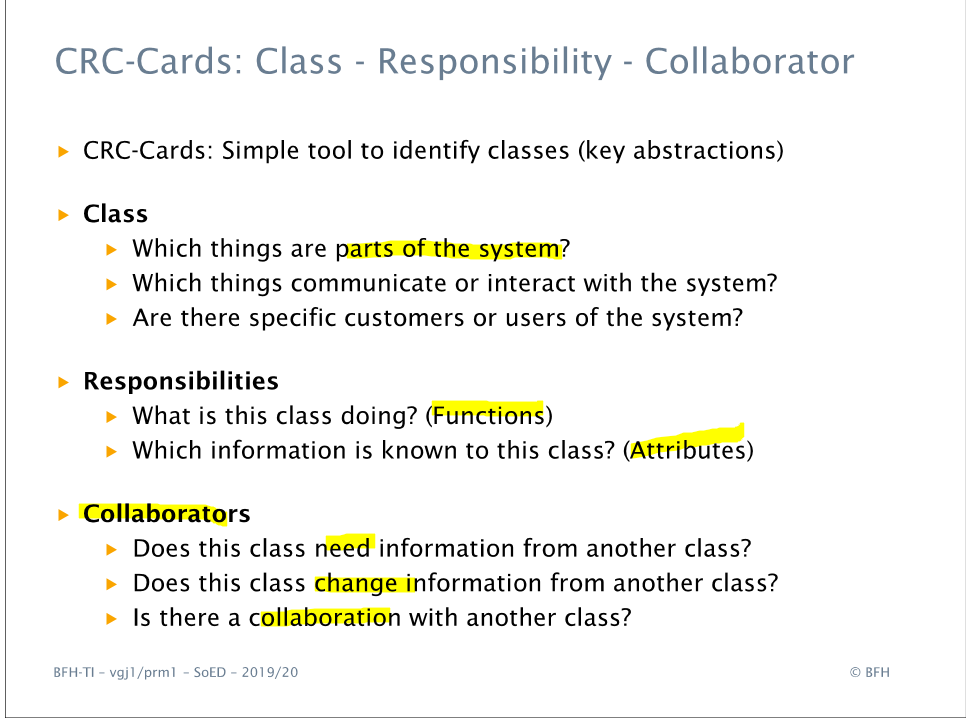 CRC-Cards: Class - Responsibility - Collaborator
CRC-Cards: Simple tool to identify classes (key abstractions)
Class
Which things are parts of the system?
Which things communicate or interact with the system?
Are there specific customers or users of the system?
Responsibilities
What is this class doing? (Functions)
Which information is known to this class? (Attributes)
Collaborators
Does this class need information from another class?
Does this class change information from another class?
Is there a collaboration with another class?
BFH-TI – vgj1/prm1 – SoED – 2019/20 © BFH